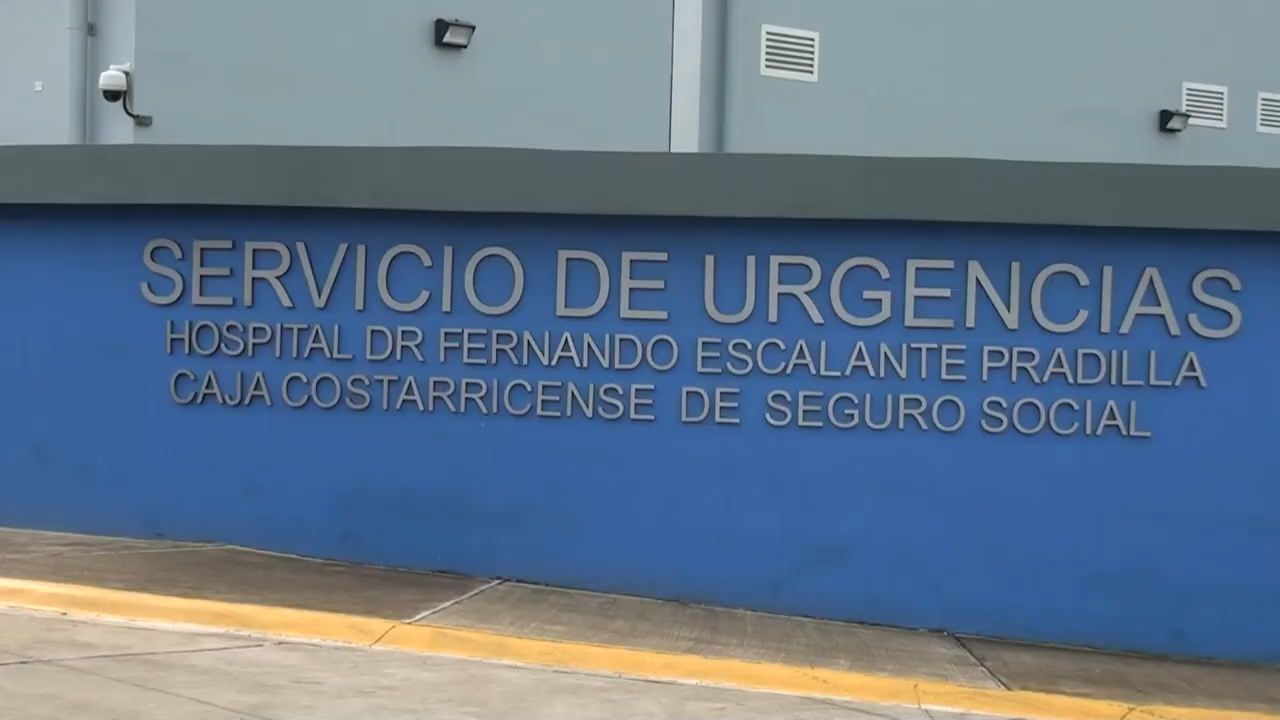 SERVICIO DE URGENCIAS
HOSPITAL DR FERNANDO ESCALANTE PRADILLA
CAJA COSTARRICENSE DE SEGURO SOCIAL